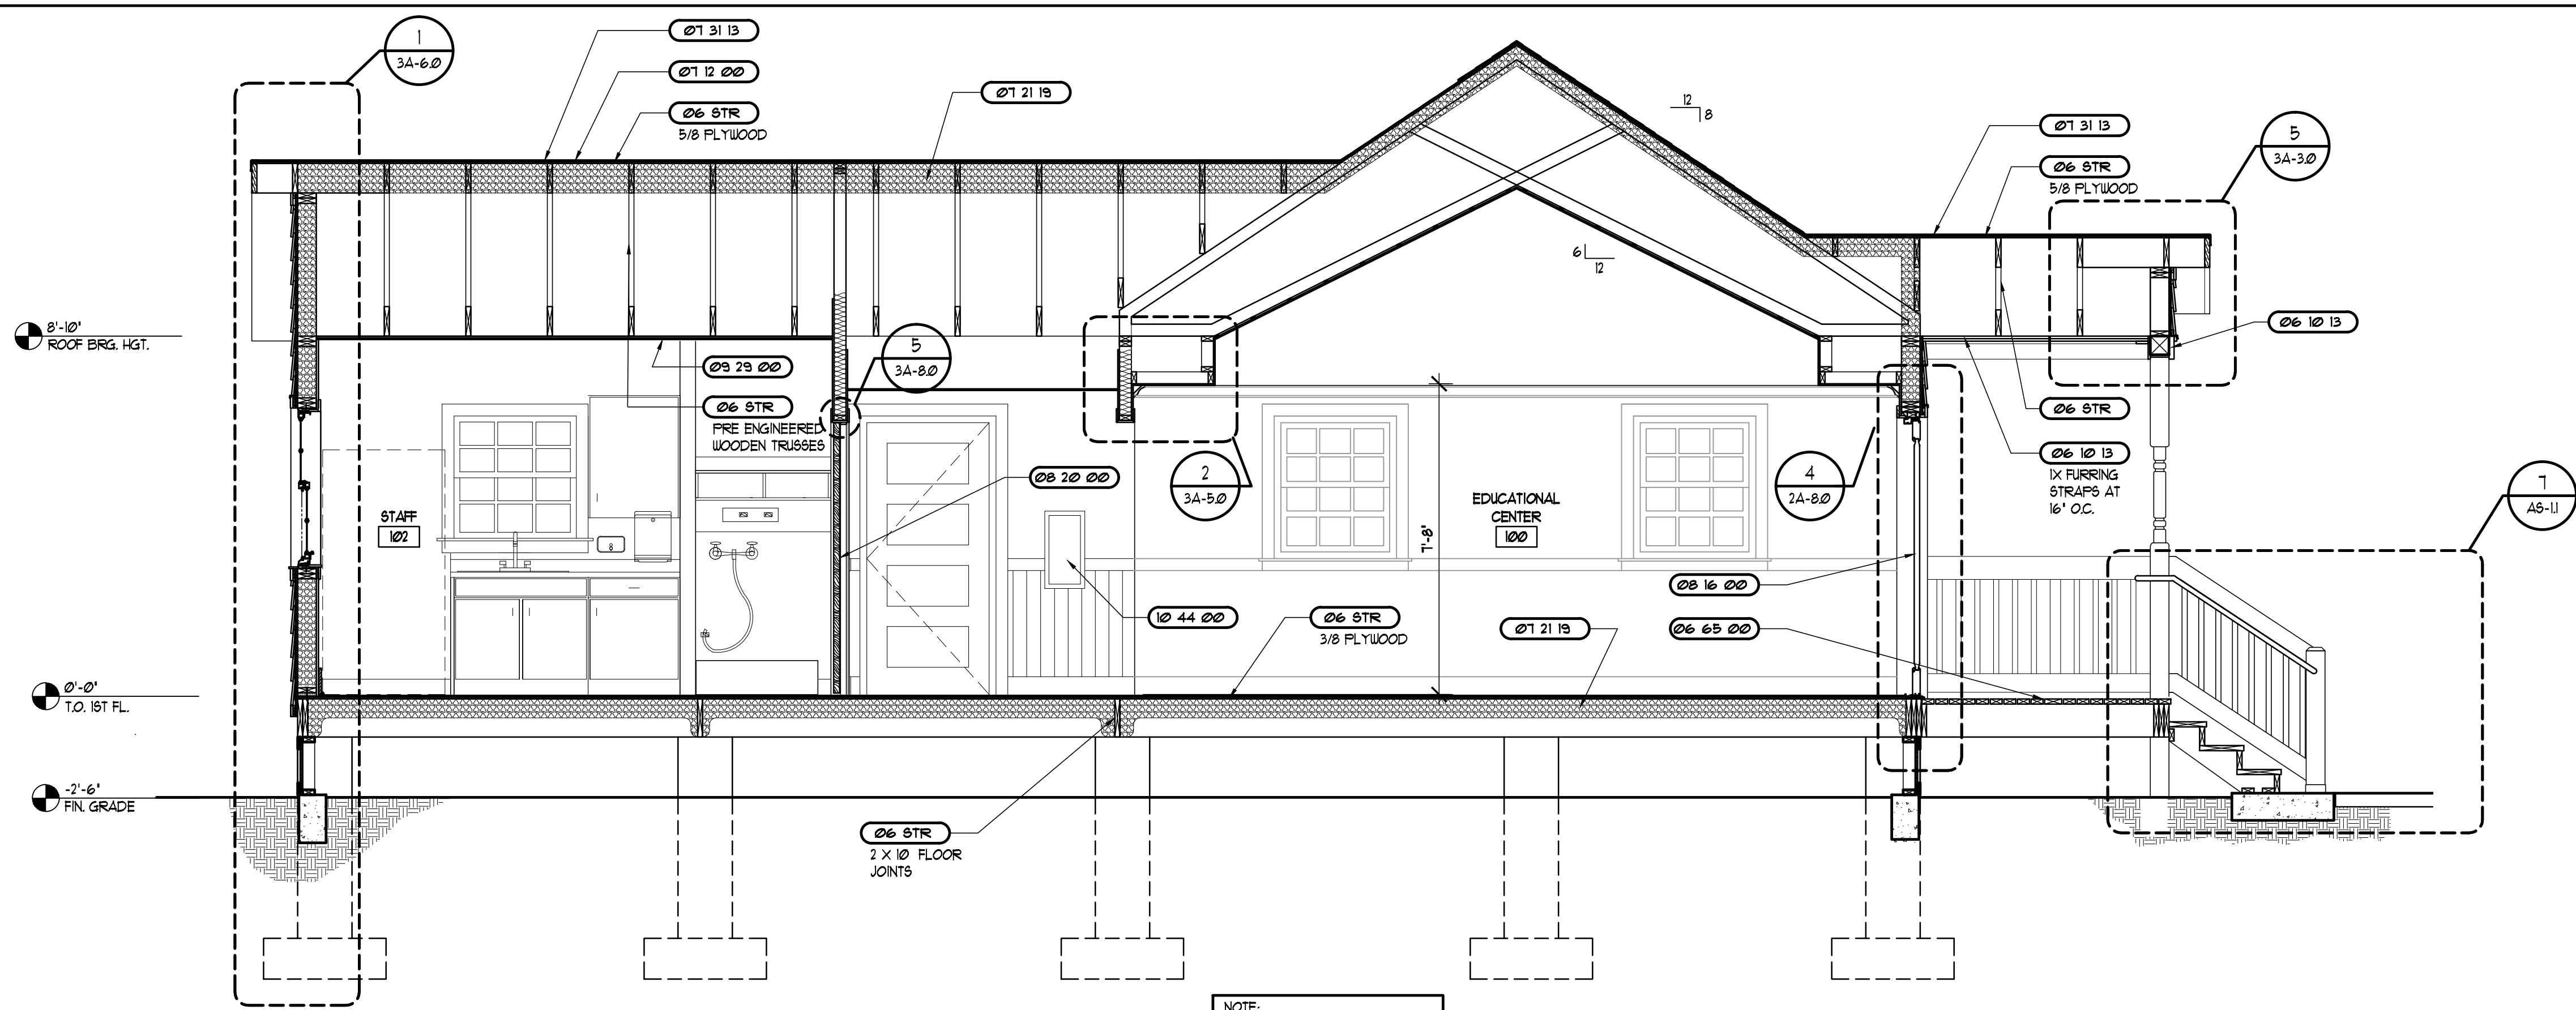 1
3A-6.0
07 31 13
07 12 00
06 STR
5/8 PLYWOOD
07 21 19
12
8
07 31 13
06 STR
5/8 PLYWOOD
5
3A-3.0
6
12
8'-10"
ROOF BRG. HGT.
06 10 13
09 29 00
5
3A-8.0
06 STR
PRE ENGINEERED
WOODEN TRUSSES
06 STR
06 10 13
1X FURRING
STRAPS AT
16" O.C.
08 20 00
2
3A-5.0
4
2A-8.0
7
AS-1.1
STAFF
102
EDUCATIONAL
CENTER
100
7'-8"
08 16 00
10 44 00
06 STR
3/8 PLYWOOD
07 21 19
06 65 00
0'-0"
T.O. 1ST FL.
-2'-6"
FIN. GRADE
06 STR
2 X 10 FLOOR
JOINTS
NOTE: